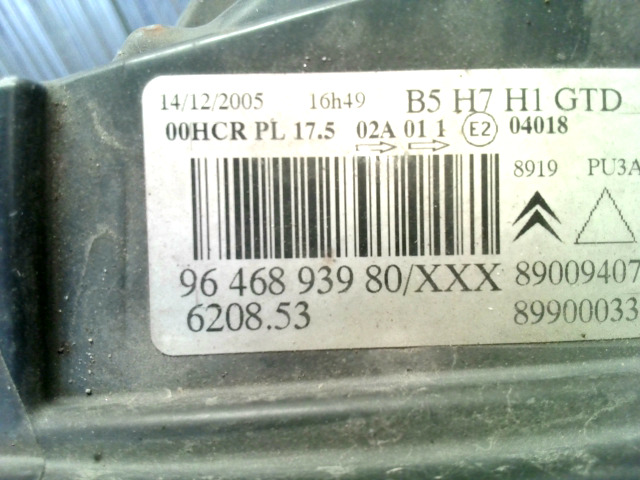 14/12/2005 16h49 B5 H7 H1 GTD
00HCR PL 17.5 02A 01 1 E2 04018
8919 PU3A
96 468 939 80/XXX 89009407
6208.53 89900033